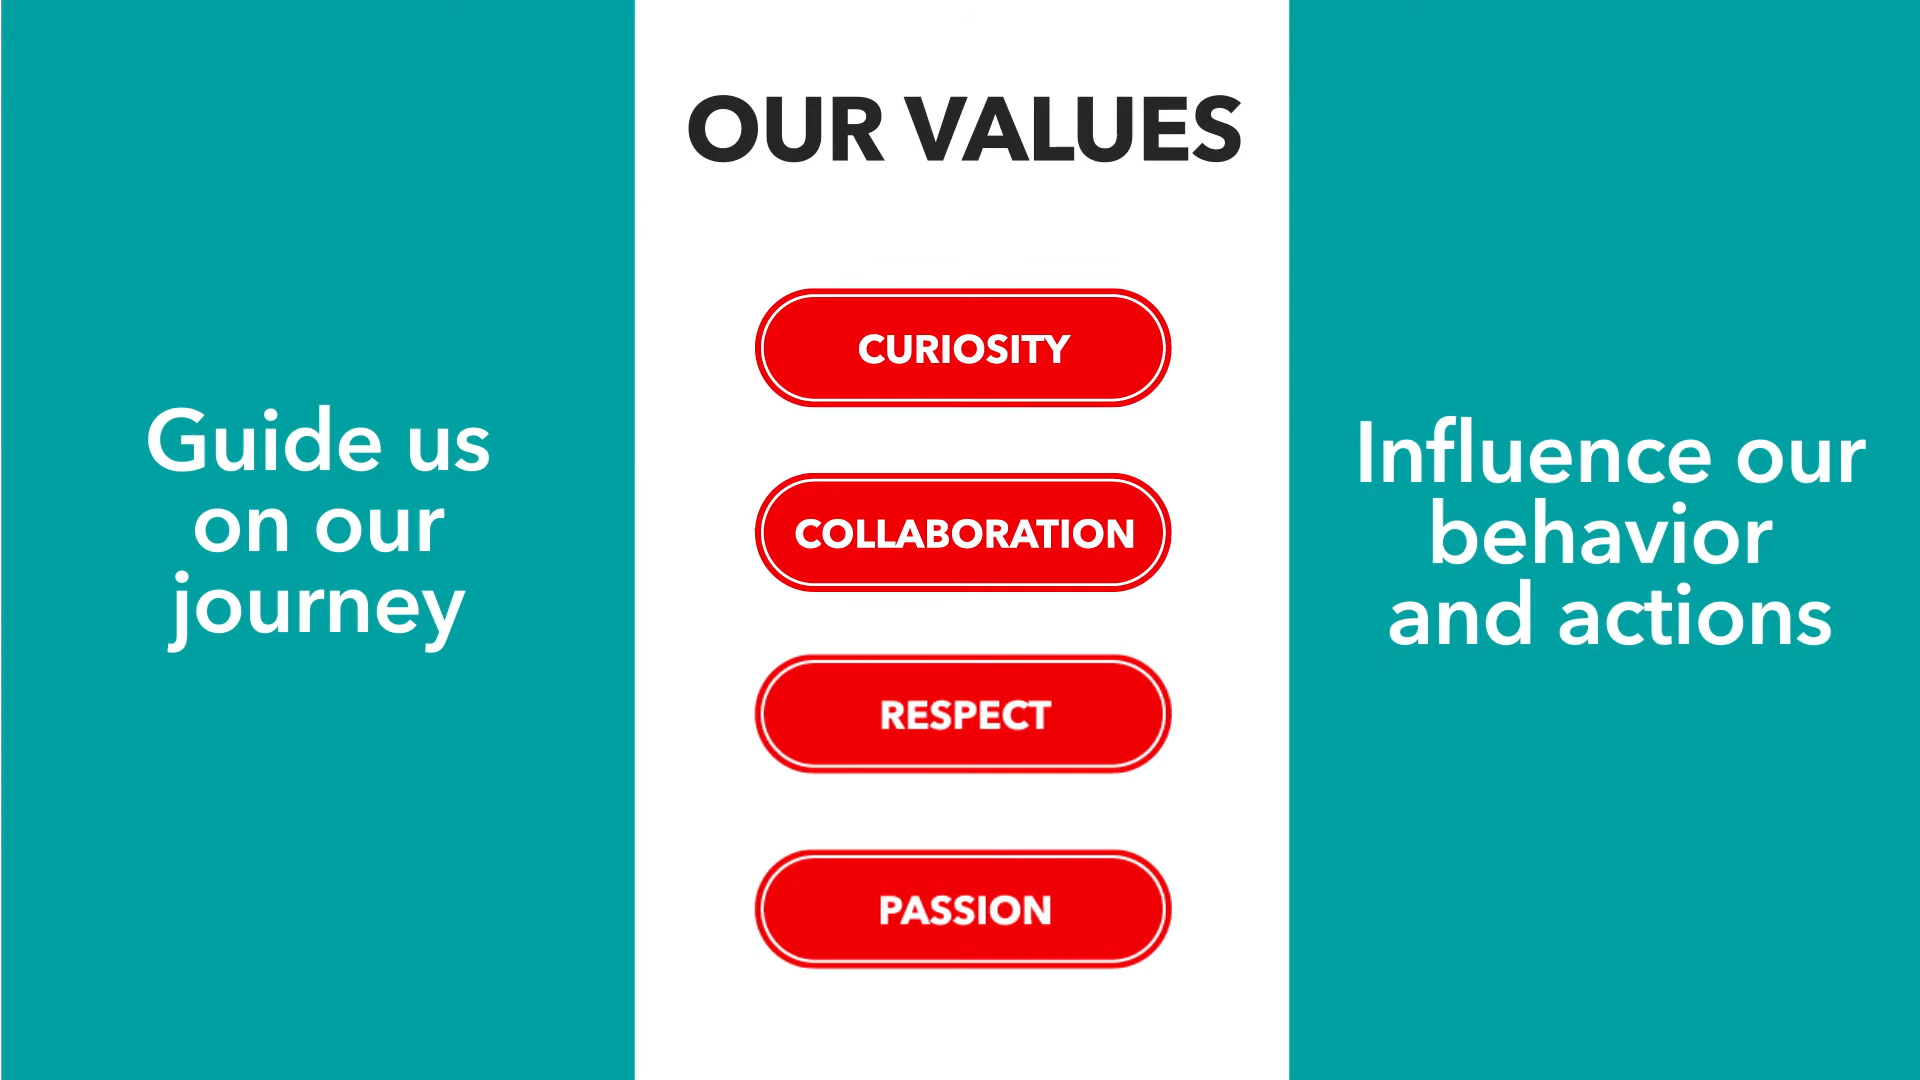 Guide us
on our
journey
OUR VALUES
CURIOSITY
COLLABORATION
RESPECT
PASSION
Influence our
behavior
and actions